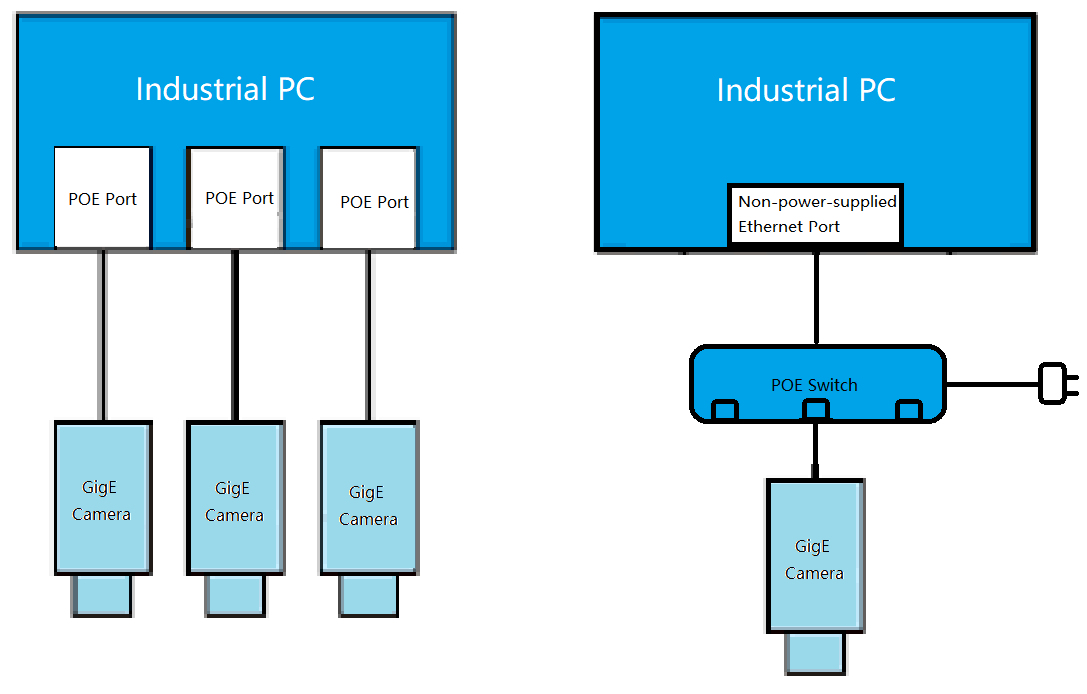 Industrial PC
POE Port
POE Port
POE Port
GigE
Camera
GigE
Camera
GigE
Camera
Industrial PC
Non-power-supplied
Ethernet Port
POE Switch
GigE
Camera